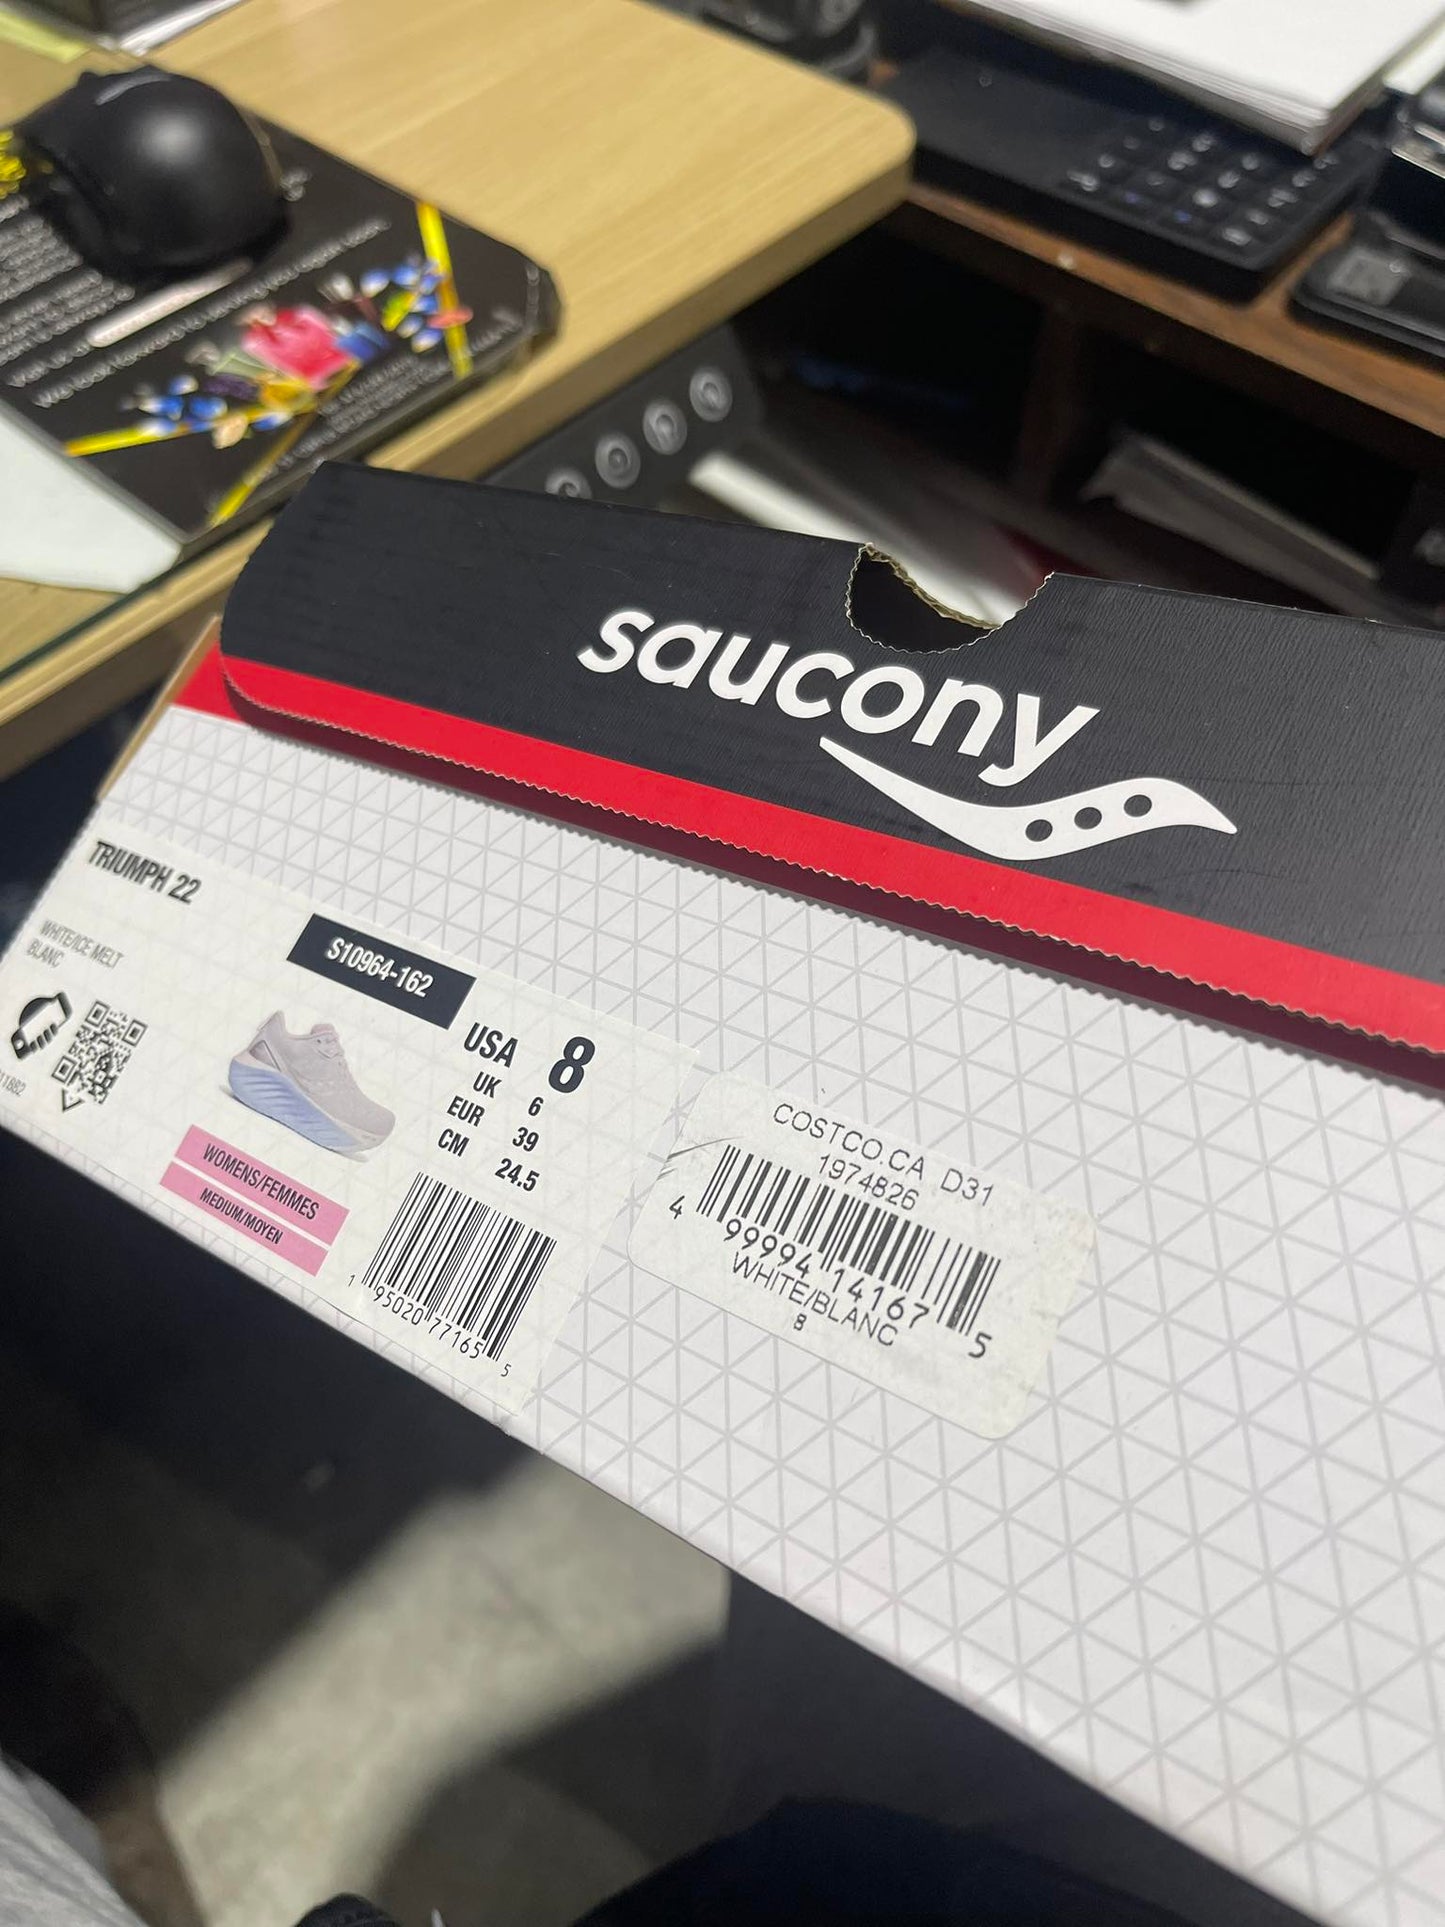 saucony
TRIUMPH 22
WHITE/ICE MELT
BLANC
S10964-162
USA 8
UK 6
EUR 39
CM 24.5
WOMENS/FEMMES
MEDIUM/MOYEN
1 95020 77165 5
COSTCO.CA D31
1974826
4 99994 14167 5
WHITE/BLANC
8